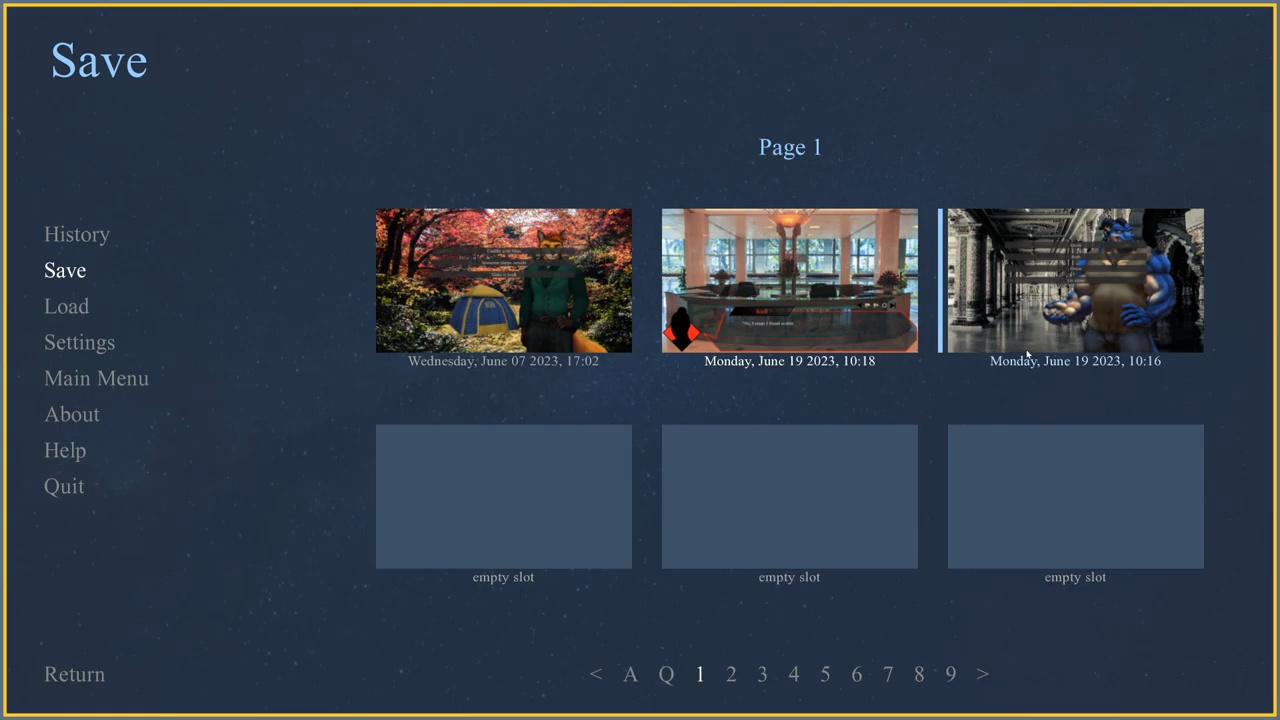 Save
Page 1
History
Save
Load
Settings
Main Menu
About
Help
Quit
Wednesday, June 07 2023, 17:02
Monday, June 19 2023, 10:18
Monday, June 19 2023, 10:16
empty slot
empty slot
empty slot
Return
< A Q 1 2 3 4 5 6 7 8 9 >